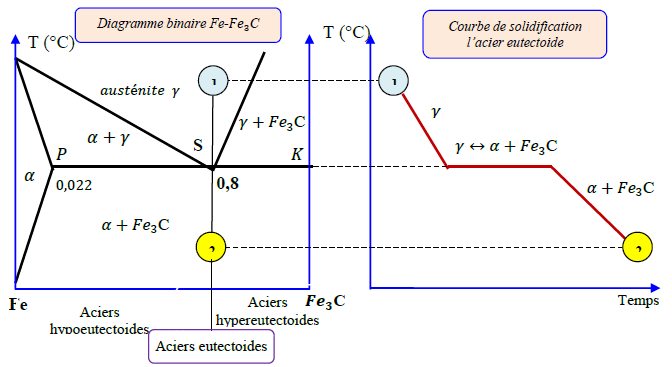 Diagramme binaire Fe-Fe₃C
Courbe de solidification
l’acier eutectoide
T (°C)
T (°C)
austénite γ
γ
α + γ
S
γ + Fe₃C
γ ↔ α + Fe₃C
P
K
α
0,022
0,8
α + Fe₃C
α + Fe₃C
Fe
Fe₃C
Temps
Aciers
hypoeutectoides
Aciers
hypereutectoides
Aciers eutectoides